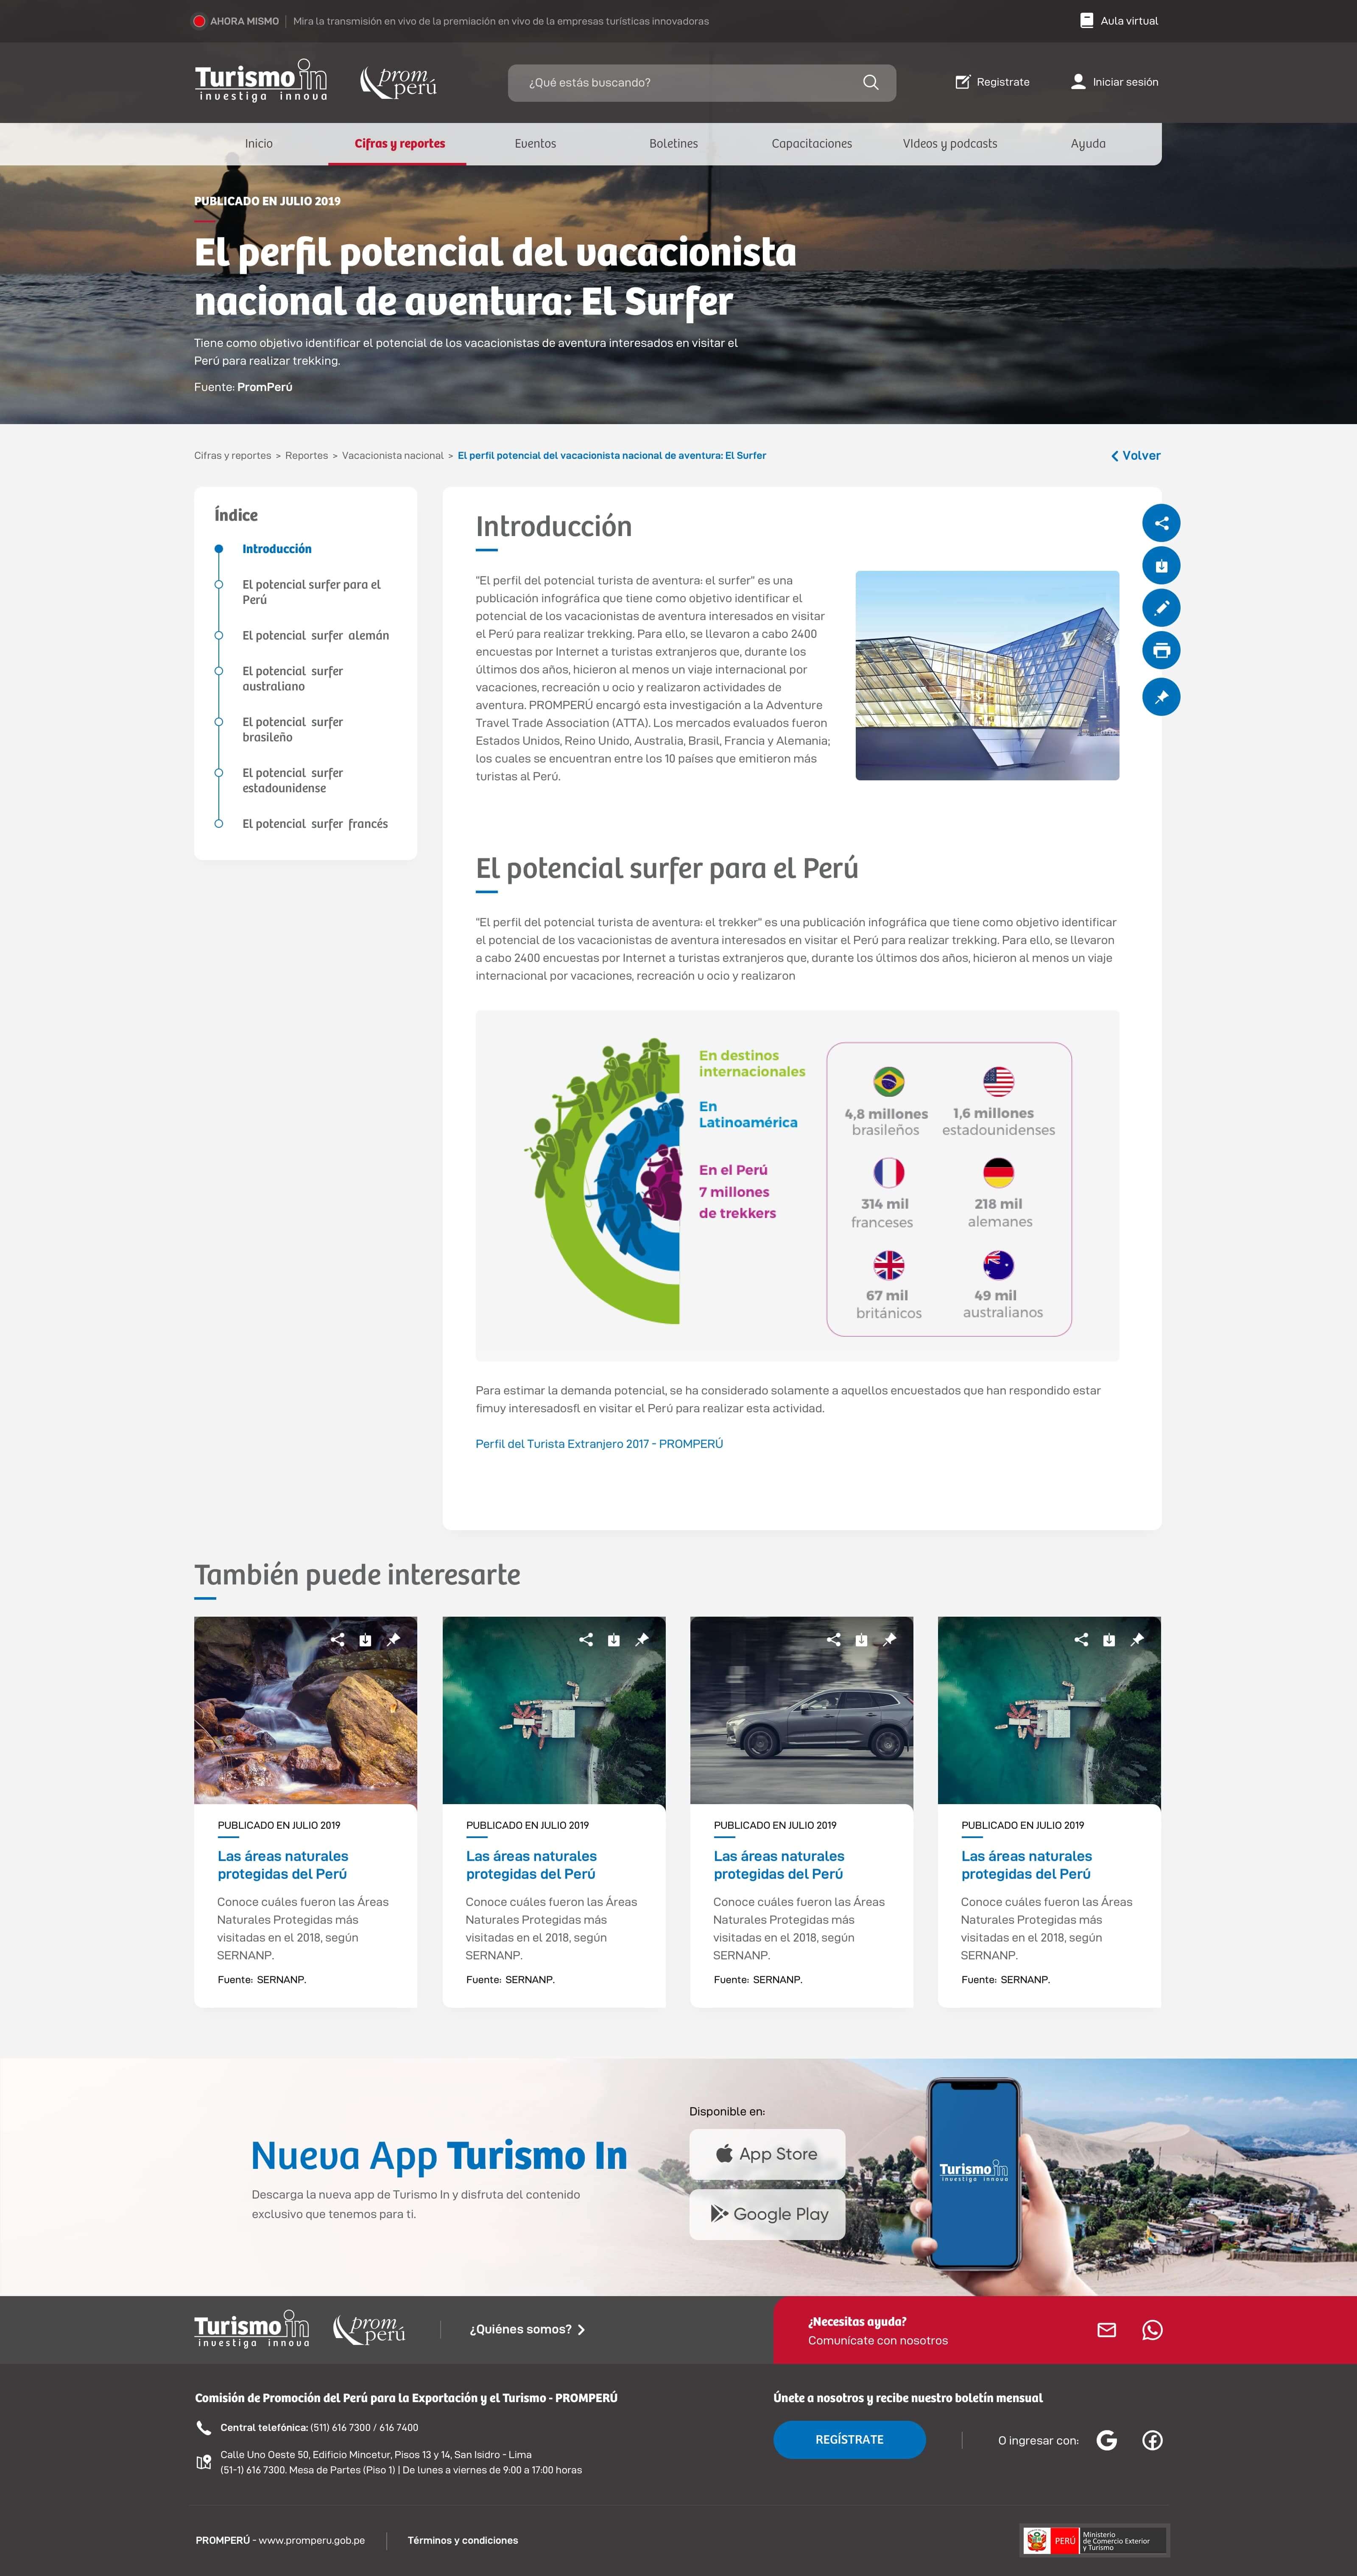 AHORA MISMO Mira la transmisión en vivo de la premiación en vivo de la empresas turísticas innovadoras
Aula virtual
Turismo in
investiga innova
prom
perú
¿Qué estás buscando?
Registrate
Iniciar sesión
Inicio
Cifras y reportes
Eventos
Boletines
Capacitaciones
VIdeos y podcasts
Ayuda
PUBLICADO EN JULIO 2019
El perfil potencial del vacacionista
nacional de aventura: El Surfer
Tiene como objetivo identificar el potencial de los vacacionistas de aventura interesados en visitar el
Perú para realizar trekking.
Fuente: PromPerú
Cifras y reportes > Reportes > Vacacionista nacional > El perfil potencial del vacacionista nacional de aventura: El Surfer
Volver
Índice
Introducción
El potencial surfer para el
Perú
El potencial surfer alemán
El potencial surfer
australiano
El potencial surfer
brasileño
El potencial surfer
estadounidense
El potencial surfer francés
Introducción
"El perfil del potencial turista de aventura: el surfer" es una
publicación infográfica que tiene como objetivo identificar el
potencial de los vacacionistas de aventura interesados en visitar
el Perú para realizar trekking. Para ello, se llevaron a cabo 2400
encuestas por Internet a turistas extranjeros que, durante los
últimos dos años, hicieron al menos un viaje internacional por
vacaciones, recreación u ocio y realizaron actividades de
aventura. PROMPERÚ encargó esta investigación a la Adventure
Travel Trade Association (ATTA). Los mercados evaluados fueron
Estados Unidos, Reino Unido, Australia, Brasil, Francia y Alemania;
los cuales se encuentran entre los 10 países que emitieron más
turistas al Perú.
El potencial surfer para el Perú
"El perfil del potencial turista de aventura: el trekker" es una publicación infográfica que tiene como objetivo identificar
el potencial de los vacacionistas de aventura interesados en visitar el Perú para realizar trekking. Para ello, se llevaron
a cabo 2400 encuestas por Internet a turistas extranjeros que, durante los últimos dos años, hicieron al menos un viaje
internacional por vacaciones, recreación u ocio y realizaron
En destinos
internacionales
En
Latinoamérica
En el Perú
7 millones
de trekkers
4,8 millones
brasileños
1,6 millones
estadounidenses
314 mil
franceses
218 mil
alemanes
67 mil
británicos
49 mil
australianos
Para estimar la demanda potencial, se ha considerado solamente a aquellos encuestados que han respondido estar
fimuy interesadosfl en visitar el Perú para realizar esta actividad.
Perfil del Turista Extranjero 2017 - PROMPERÚ
También puede interesarte
PUBLICADO EN JULIO 2019
Las áreas naturales
protegidas del Perú
Conoce cuáles fueron las Áreas
Naturales Protegidas más
visitadas en el 2018, según
SERNANP.
Fuente: SERNANP.
PUBLICADO EN JULIO 2019
Las áreas naturales
protegidas del Perú
Conoce cuáles fueron las Áreas
Naturales Protegidas más
visitadas en el 2018, según
SERNANP.
Fuente: SERNANP.
PUBLICADO EN JULIO 2019
Las áreas naturales
protegidas del Perú
Conoce cuáles fueron las Áreas
Naturales Protegidas más
visitadas en el 2018, según
SERNANP.
Fuente: SERNANP.
PUBLICADO EN JULIO 2019
Las áreas naturales
protegidas del Perú
Conoce cuáles fueron las Áreas
Naturales Protegidas más
visitadas en el 2018, según
SERNANP.
Fuente: SERNANP.
Nueva App Turismo In
Descarga la nueva app de Turismo In y disfruta del contenido
exclusivo que tenemos para ti.
Disponible en:
App Store
Google Play
Turismo in
investiga innova
Turismo in
investiga innova
prom
perú
¿Quiénes somos?
¿Necesitas ayuda?
Comunícate con nosotros
Comisión de Promoción del Perú para la Exportación y el Turismo - PROMPERÚ
Central telefónica: (511) 616 7300 / 616 7400
Calle Uno Oeste 50, Edificio Mincetur, Pisos 13 y 14, San Isidro - Lima
(51-1) 616 7300. Mesa de Partes (Piso 1) | De lunes a viernes de 9:00 a 17:00 horas
Únete a nosotros y recibe nuestro boletín mensual
REGÍSTRATE
O ingresar con:
PROMPERÚ - www.promperu.gob.pe
Términos y condiciones
PERÚ
Ministerio
de Comercio Exterior
y Turismo